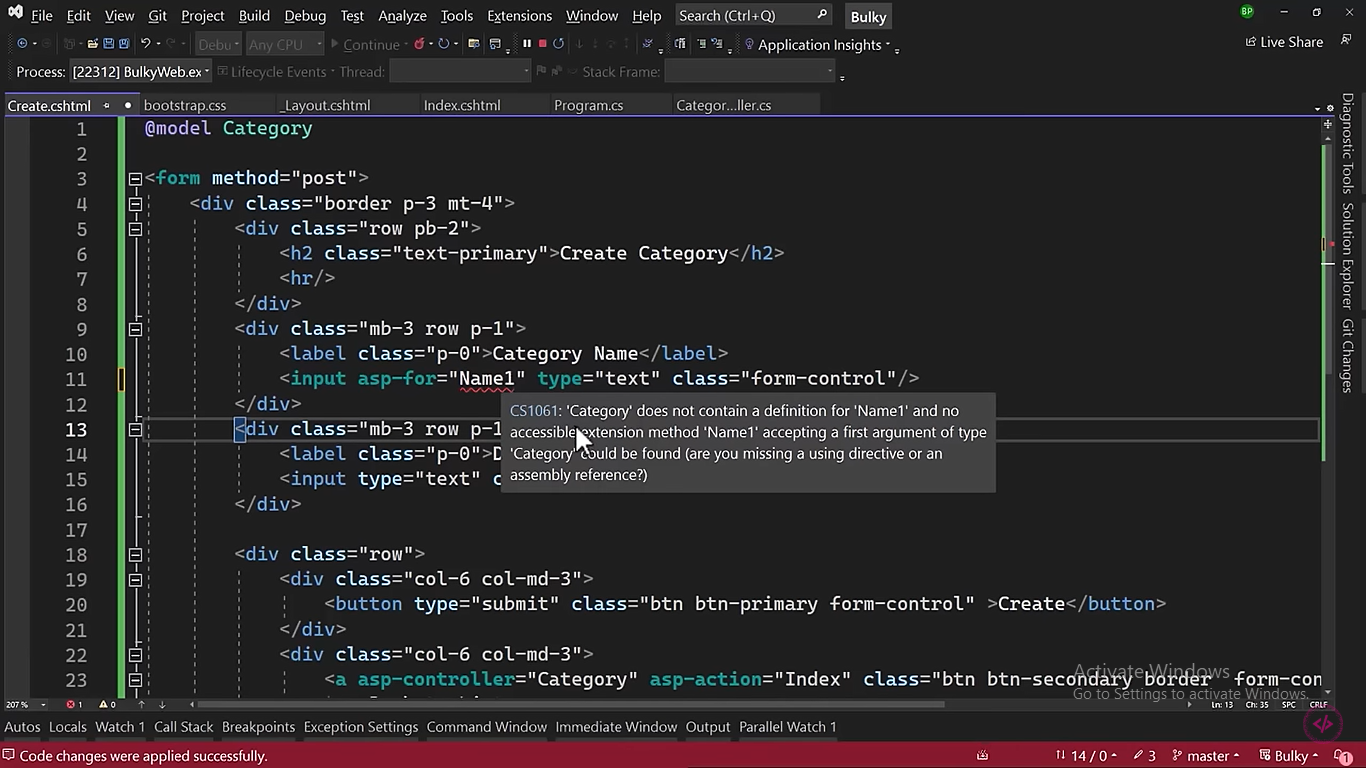 File Edit View Git Project Build Debug Test Analyze Tools Extensions Window Help Search (Ctrl+Q) Bulky BP
Debu Any CPU Continue Application Insights Live Share
Process: [22312] BulkyWeb.ex Lifecycle Events Thread: Stack Frame:
Create.cshtml bootstrap.css _Layout.cshtml Index.cshtml Program.cs Categor...ller.cs
1 @model Category
2
3 <form method="post">
4 <div class="border p-3 mt-4">
5 <div class="row pb-2">
6 <h2 class="text-primary">Create Category</h2>
7 <hr/>
8 </div>
9 <div class="mb-3 row p-1">
10 <label class="p-0">Category Name</label>
11 <input asp-for="Name1" type="text" class="form-control"/>
12 </div>
13 <div class="mb-3 row p-1
14 <label class="p-0">D
15 <input type="text" c
16 </div>
17
18 <div class="row">
19 <div class="col-6 col-md-3">
20 <button type="submit" class="btn btn-primary form-control" >Create</button>
21 </div>
22 <div class="col-6 col-md-3">
23 <a asp-controller="Category" asp-action="Index" class="btn btn-secondary border form-con
CS1061: 'Category' does not contain a definition for 'Name1' and no
accessible extension method 'Name1' accepting a first argument of type
'Category' could be found (are you missing a using directive or an
assembly reference?)
Diagnostic Tools
Solution Explorer
Git Changes
Activate Windows
Go to Settings to activate Windows.
207 % 1 0 Ln: 13 Ch: 35 SPC CRLF
Autos Locals Watch 1 Call Stack Breakpoints Exception Settings Command Window Immediate Window Output Parallel Watch 1
Code changes were applied successfully. 14 / 0 3 master Bulky 1